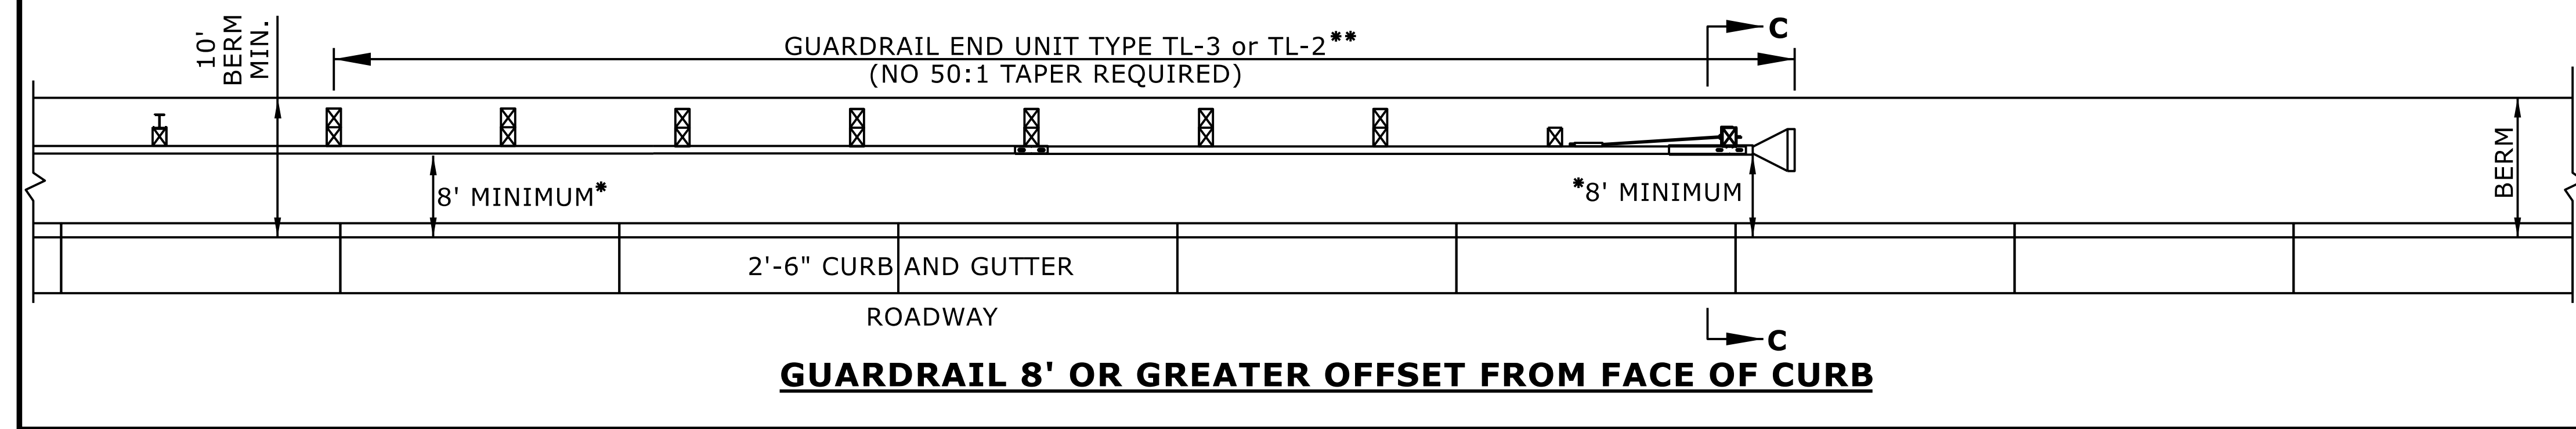 10'
BERM
MIN.
GUARDRAIL END UNIT TYPE TL-3 or TL-2**
(NO 50:1 TAPER REQUIRED)
C
8' MINIMUM*
*8' MINIMUM
BERM
2'-6" CURB AND GUTTER
ROADWAY
C
GUARDRAIL 8' OR GREATER OFFSET FROM FACE OF CURB